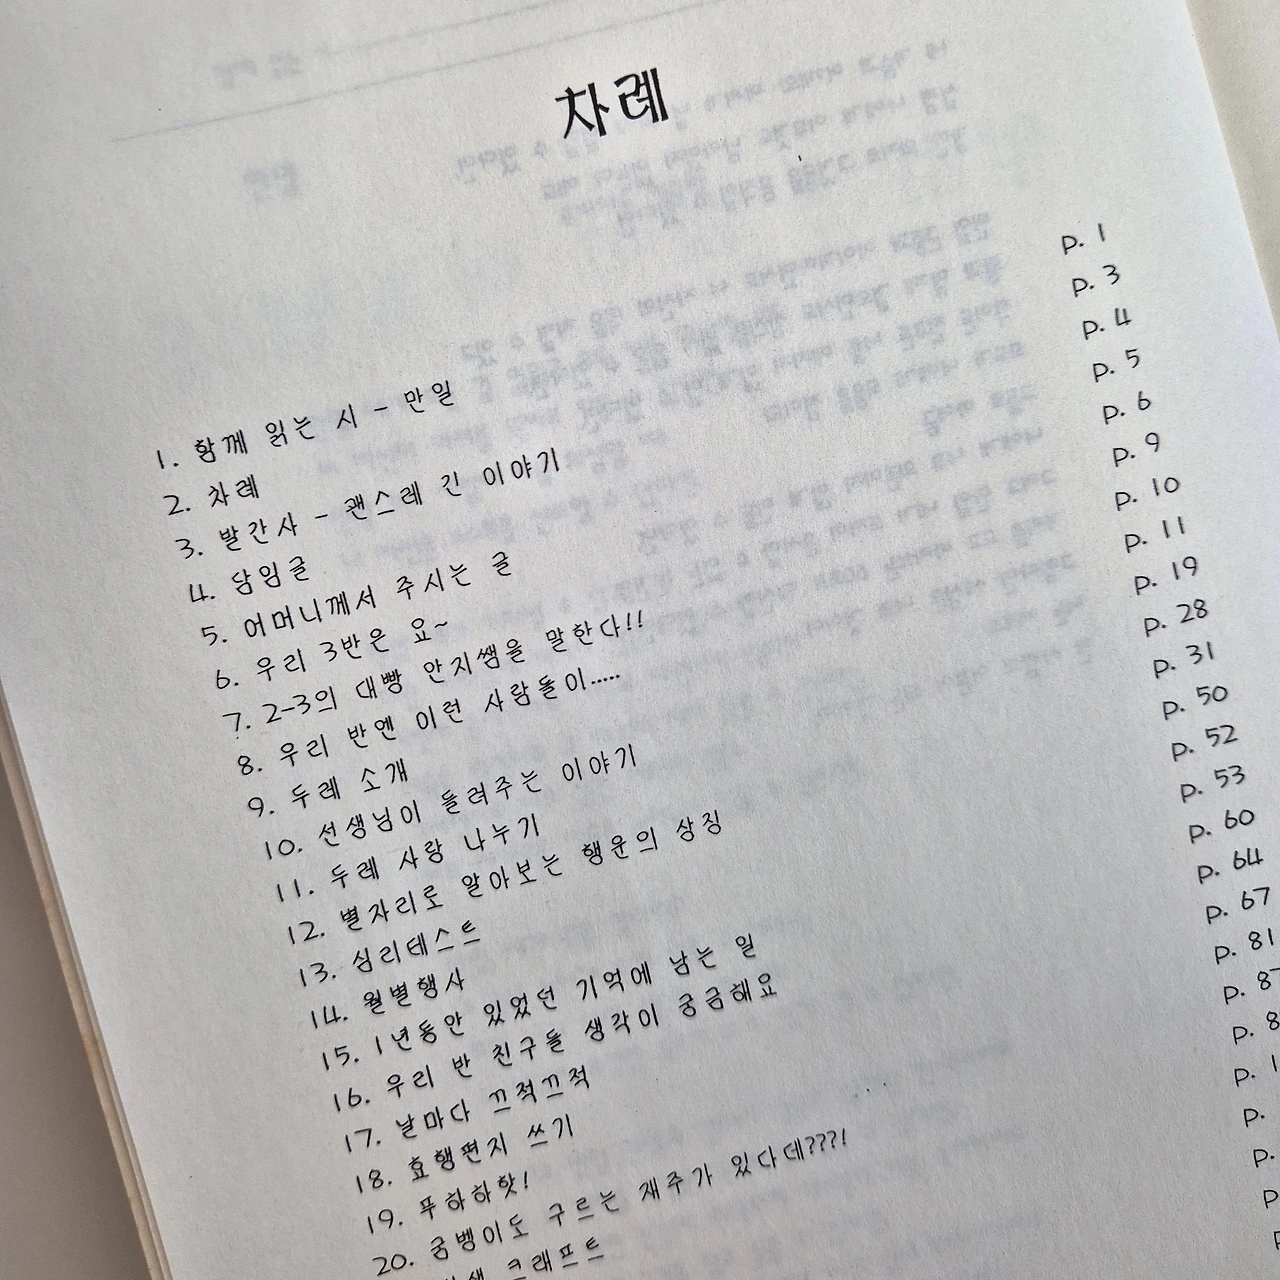 차례
1. 함께 읽는 시 - 만일 p. 1
2. 차례 p. 3
3. 발간사 - 괜스레 긴 이야기 p. 4
4. 담임글 p. 5
5. 어머니께서 주시는 글 p. 6
6. 우리 3반은 요~ p. 9
7. 2-3의 대빵 안지쌤을 말한다!! p. 10
8. 우리 반엔 이런 사람들이..... p. 11
9. 두레 소개 p. 19
10. 선생님이 들려주는 이야기 p. 28
11. 두레 사랑 나누기 p. 31
12. 별자리로 알아보는 행운의 상징 p. 50
13. 심리테스트 p. 52
14. 월별행사 p. 53
15. 1년동안 있었던 기억에 남는 일 p. 60
16. 우리 반 친구들 생각이 궁금해요 p. 64
17. 날마다 끄적끄적 p. 67
18. 효행편지 쓰기 p. 81
19. 푸하하핫! p. 87
20. 굼벵이도 구르는 재주가 있다데???! p. 8
크래프트 p. 1
p.
p.
p
p